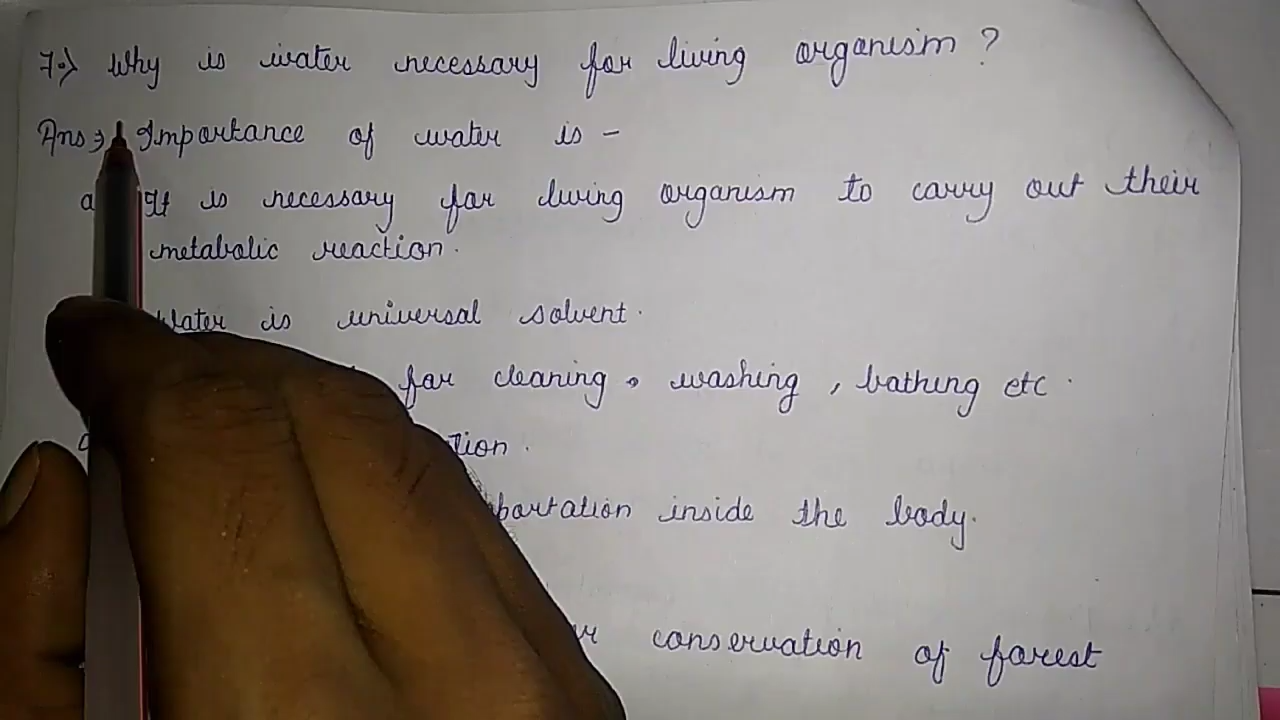 7.) Why is water necessary for living organism ?
Ans → Importance of water is -
a It is necessary for living organism to carry out their
metabolic reaction.
Water is universal solvent.
for cleaning, washing, bathing etc.
inside the body.
conservation of forest